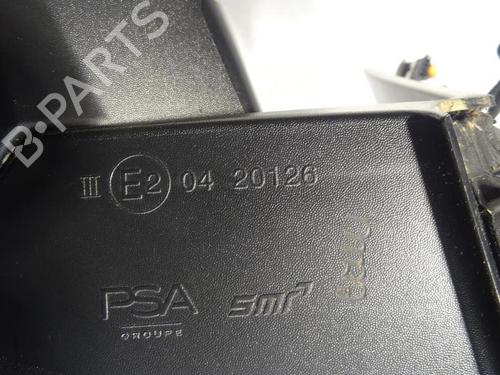 B-PARTS
III E2 04 20126
PSA smr
GROUPE